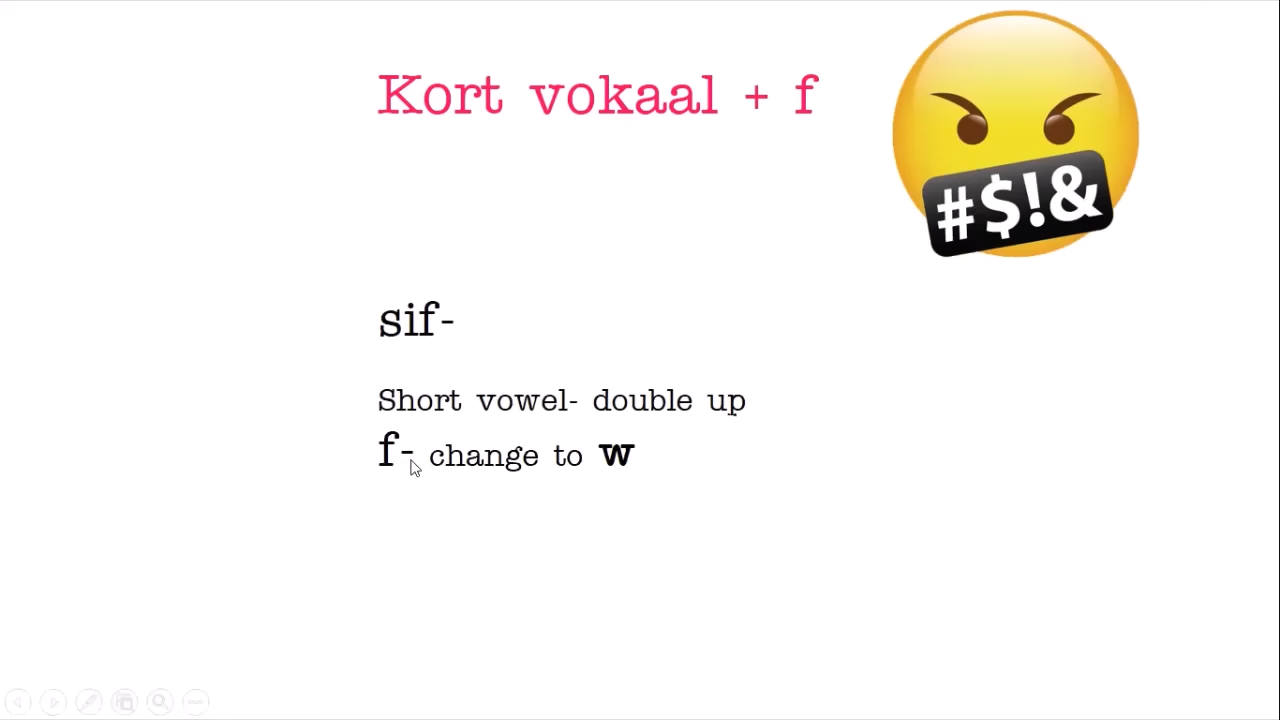 Kort vokaal + f
#$!&
sif-
Short vowel- double up
f- change to w